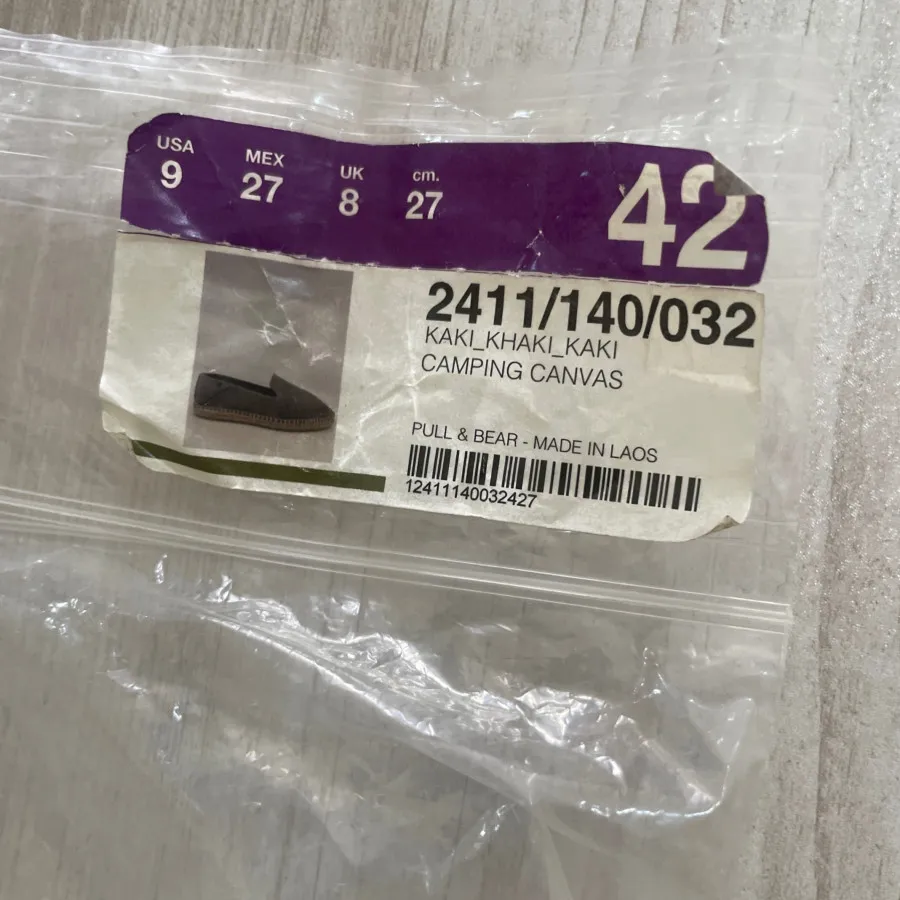 USA MEX UK cm.
9 27 8 27
42
2411/140/032
KAKI_KHAKI_KAKI
CAMPING CANVAS
PULL & BEAR - MADE IN LAOS
12411140032427